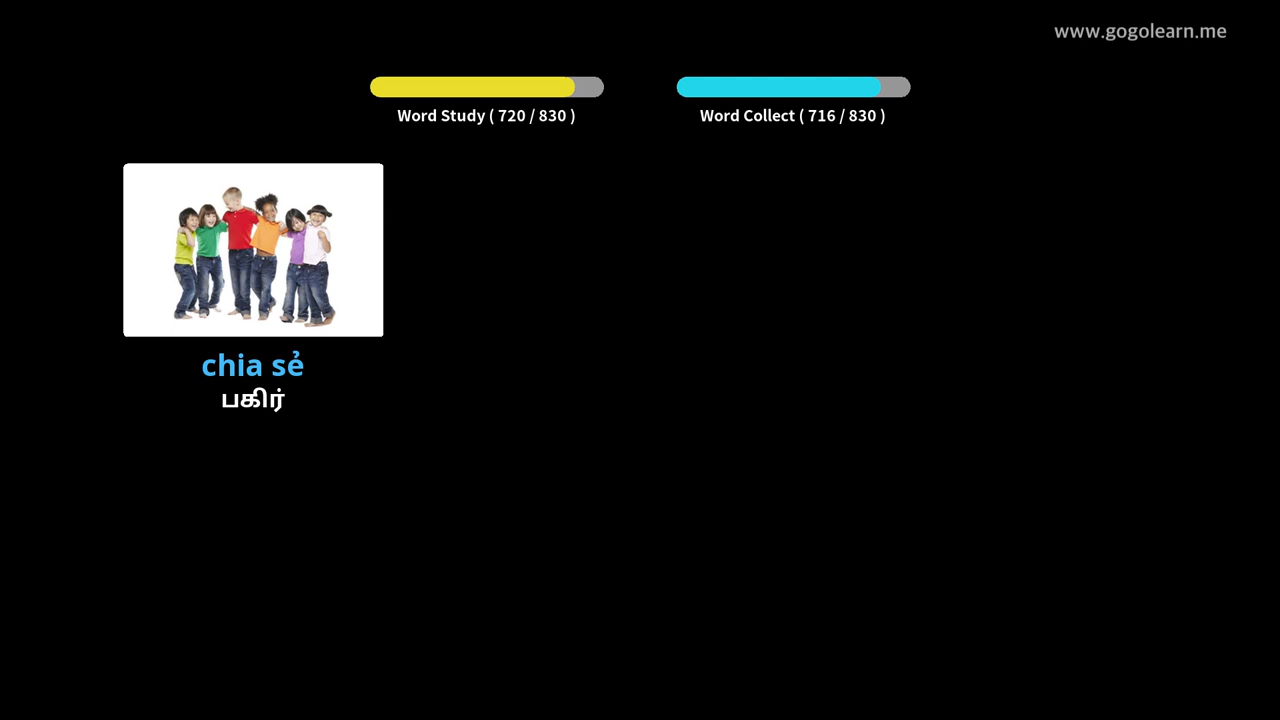 www.gogolearn.me
Word Study ( 720 / 830 )
Word Collect ( 716 / 830 )
chia sẻ
பகிர்